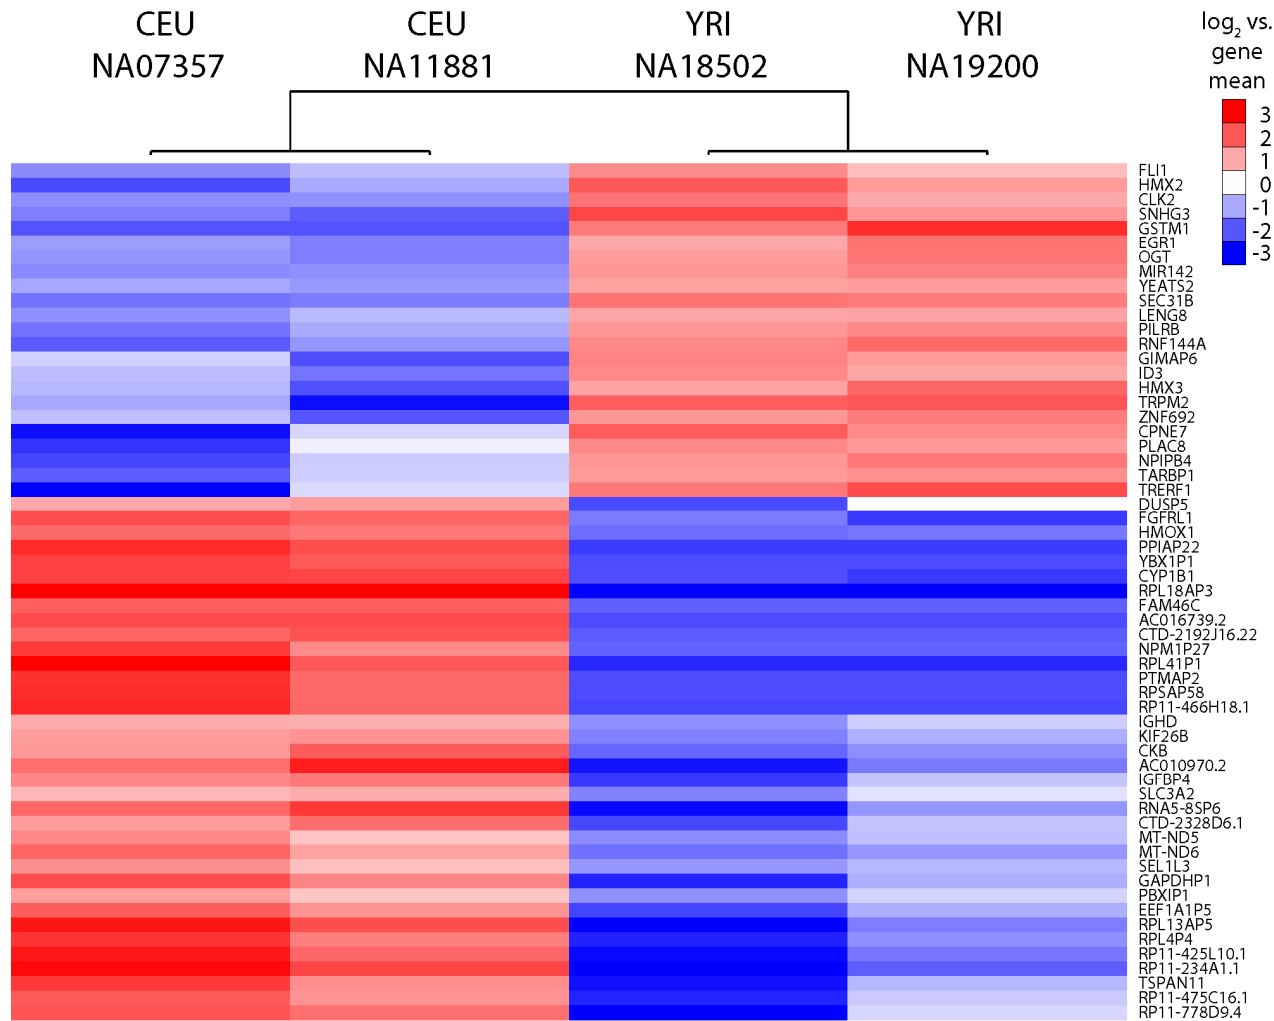 CEU CEU YRI YRI
NA07357 NA11881 NA18502 NA19200
log2 vs.
gene
mean
3
2
1
0
-1
-2
-3
FLI1
HMX2
CLK2
SNHG3
GSTM1
EGR1
OGT
MIR142
YEATS2
SEC31B
LENG8
PILRB
RNF144A
GIMAP6
ID3
HMX3
TRPM2
ZNF692
CPNE7
PLAC8
NPIPB4
TARBP1
TRERF1
DUSP5
FGFRL1
HMOX1
PPIAP22
YBX1P1
CYP1B1
RPL18AP3
FAM46C
AC016739.2
CTD-2192J16.22
NPM1P27
RPL41P1
PTMAP2
RPSAP58
RP11-466H18.1
IGHD
KIF26B
CKB
AC010970.2
IGFBP4
SLC3A2
RNA5-8SP6
CTD-2328D6.1
MT-ND5
MT-ND6
SEL1L3
GAPDHP1
PBXIP1
EEF1A1P5
RPL13AP5
RPL4P4
RP11-425L10.1
RP11-234A1.1
TSPAN11
RP11-475C16.1
RP11-778D9.4